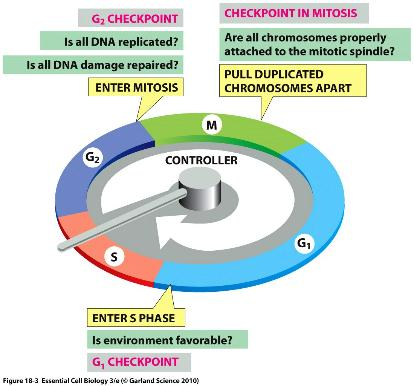 G2 CHECKPOINT
Is all DNA replicated?
Is all DNA damage repaired?
ENTER MITOSIS
CHECKPOINT IN MITOSIS
Are all chromosomes properly
attached to the mitotic spindle?
PULL DUPLICATED
CHROMOSOMES APART
M
G2
CONTROLLER
G1
S
ENTER S PHASE
Is environment favorable?
G1 CHECKPOINT
Figure 18-3 Essential Cell Biology 3/e (© Garland Science 2010)